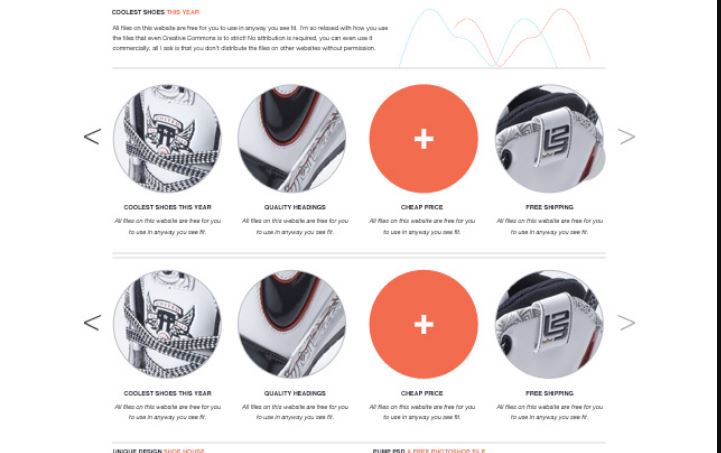 COOLEST SHOES THIS YEAR
All files on this website are free for you to use in anyway you see fit. I'm so relaxed with how you use
the files that even Creative Commons is to strict! No attribution is required, you can even use it
commercially, all I ask is that you don't distribute the files on other websites without permission.
<
>
COOLEST SHOES THIS YEAR
QUALITY HEADINGS
CHEAP PRICE
FREE SHIPPING
All files on this website are free for you
to use in anyway you see fit.
All files on this website are free for you
to use in anyway you see fit.
All files on this website are free for you
to use in anyway you see fit.
All files on this website are free for you
to use in anyway you see fit.
<
>
COOLEST SHOES THIS YEAR
QUALITY HEADINGS
CHEAP PRICE
FREE SHIPPING
All files on this website are free for you
to use in anyway you see fit.
All files on this website are free for you
to use in anyway you see fit.
All files on this website are free for you
to use in anyway you see fit.
All files on this website are free for you
to use in anyway you see fit.
UNIQUE DESIGN SHOE HOUSE
PUMP PSD A FREE PHOTOSHOP FILE